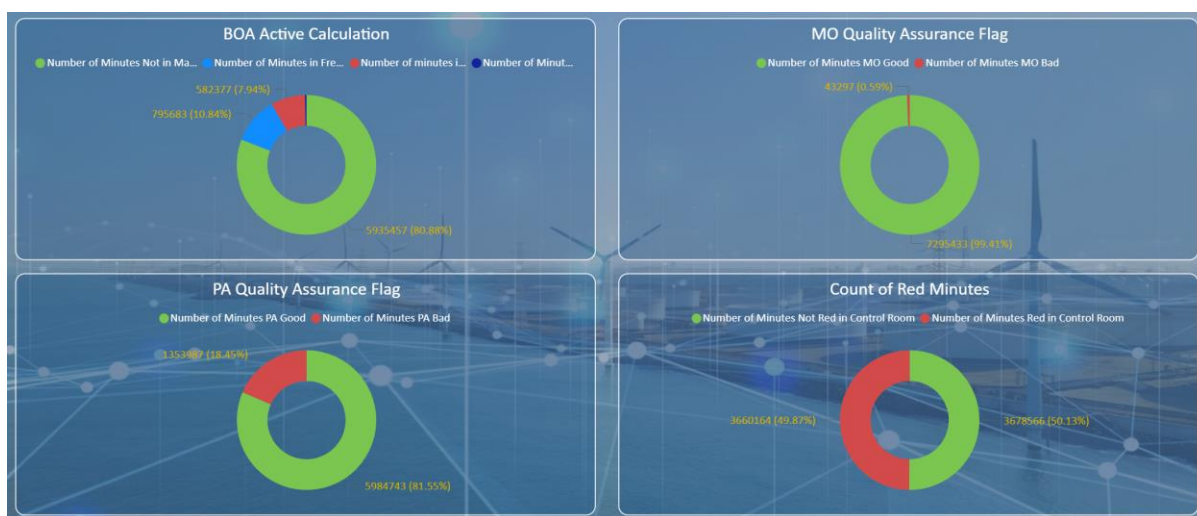 BOA Active Calculation
Number of Minutes Not in Ma... Number of Minutes in Fre... Number of minutes i... Number of Minut...
582377 (7.94%)
795683 (10.84%)
5935457 (80.88%)
MO Quality Assurance Flag
Number of Minutes MO Good Number of Minutes MO Bad
43297 (0.59%)
7295433 (99.41%)
PA Quality Assurance Flag
Number of Minutes PA Good Number of Minutes PA Bad
1353987 (18.45%)
5984743 (81.55%)
Count of Red Minutes
Number of Minutes Not Red in Control Room Number of Minutes Red in Control Room
3660164 (49.87%)
3678566 (50.13%)